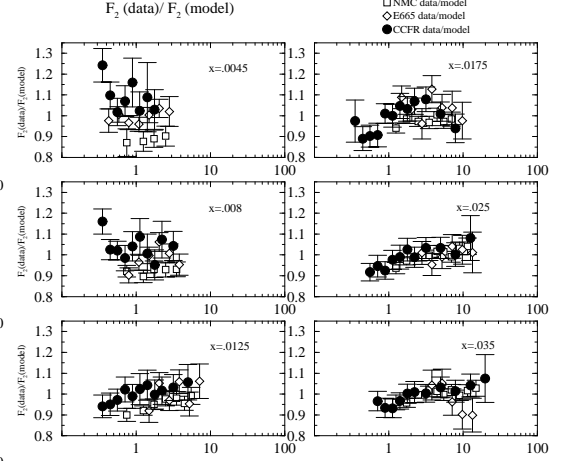 F₂ (data)/ F₂ (model)
NMC data/model
E665 data/model
CCFR data/model
F₂(data)/F₂(model)
1.3
1.2
1.1
1
0.9
0.8
x=.0045
1 10 100
1.3
1.2
1.1
1
0.9
0.8
x=.0175
1 10 100
F₂(data)/F₂(model)
1.3
1.2
1.1
1
0.9
0.8
x=.008
1 10 100
1.3
1.2
1.1
1
0.9
0.8
x=.025
1 10 100
F₂(data)/F₂(model)
1.3
1.2
1.1
1
0.9
0.8
x=.0125
1 10 100
1.3
1.2
1.1
1
0.9
0.8
x=.035
1 10 100